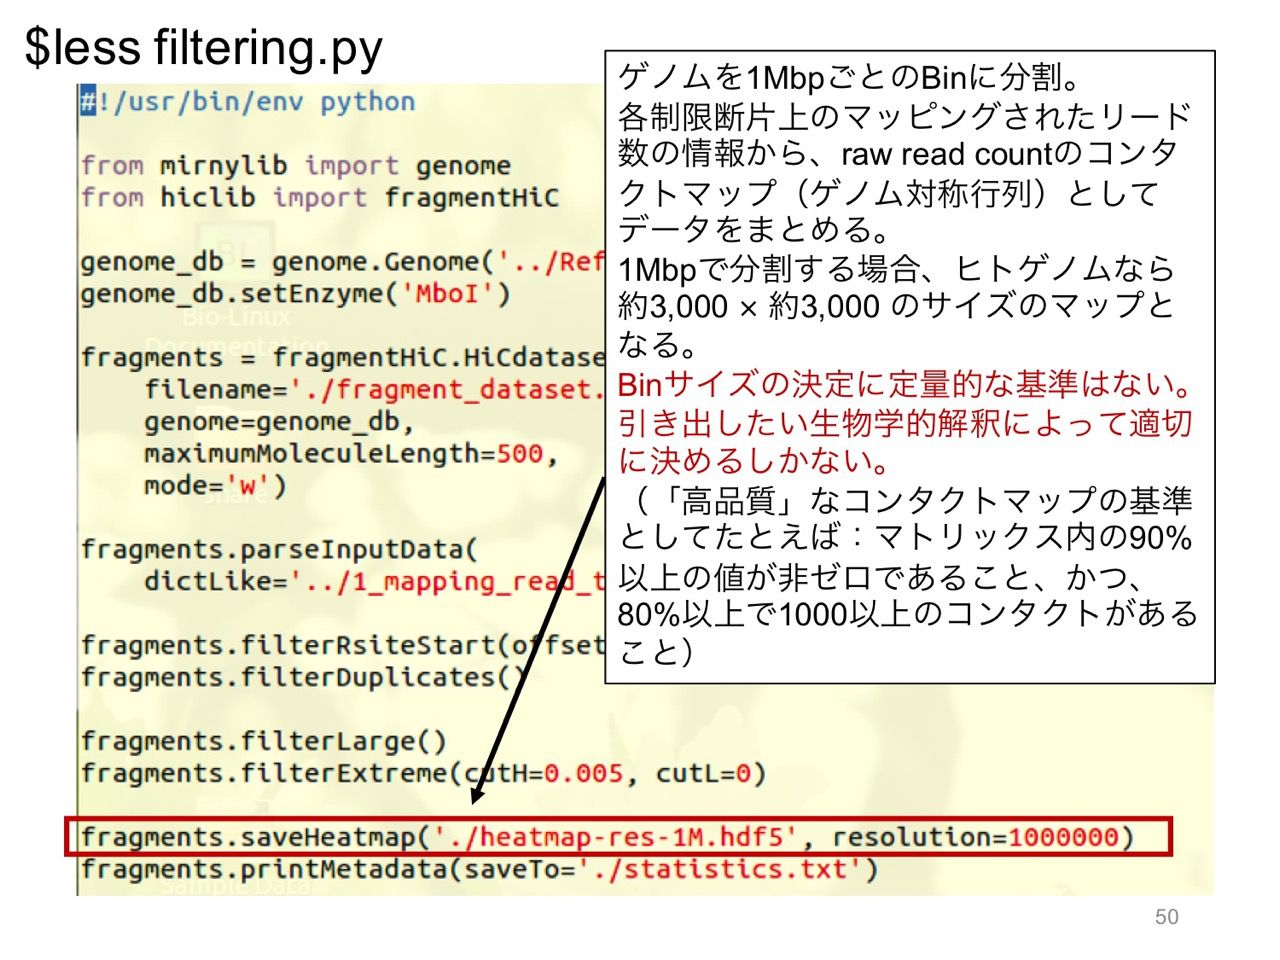 $less filtering.py
#!/usr/bin/env python
from mirnylib import genome
from hiclib import fragmentHiC
genome_db = genome.Genome('../Ref
genome_db.setEnzyme('MboI')
fragments = fragmentHiC.HiCdatase
filename='./fragment_dataset.
genome=genome_db,
maximumMoleculeLength=500,
mode='w')
fragments.parseInputData(
dictLike='../1_mapping_read_t
fragments.filterRsiteStart(offset
fragments.filterDuplicates()
fragments.filterLarge()
fragments.filterExtreme(cutH=0.005, cutL=0)
fragments.saveHeatmap('./heatmap-res-1M.hdf5', resolution=1000000)
fragments.printMetadata(saveTo='./statistics.txt')
ゲノムを1MbpごとのBinに分割。
各制限断片上のマッピングされたリード
数の情報から、raw read countのコンタ
クトマップ（ゲノム対称行列）として
データをまとめる。
1Mbpで分割する場合、ヒトゲノムなら
約3,000 × 約3,000 のサイズのマップと
なる。
Binサイズの決定に定量的な基準はない。
引き出したい生物学的解釈によって適切
に決めるしかない。
（「高品質」なコンタクトマップの基準
としてたとえば：マトリックス内の90%
以上の値が非ゼロであること、かつ、
80%以上で1000以上のコンタクトがある
こと）
Bio-Linux
Documentation
Share
Sample Data
50